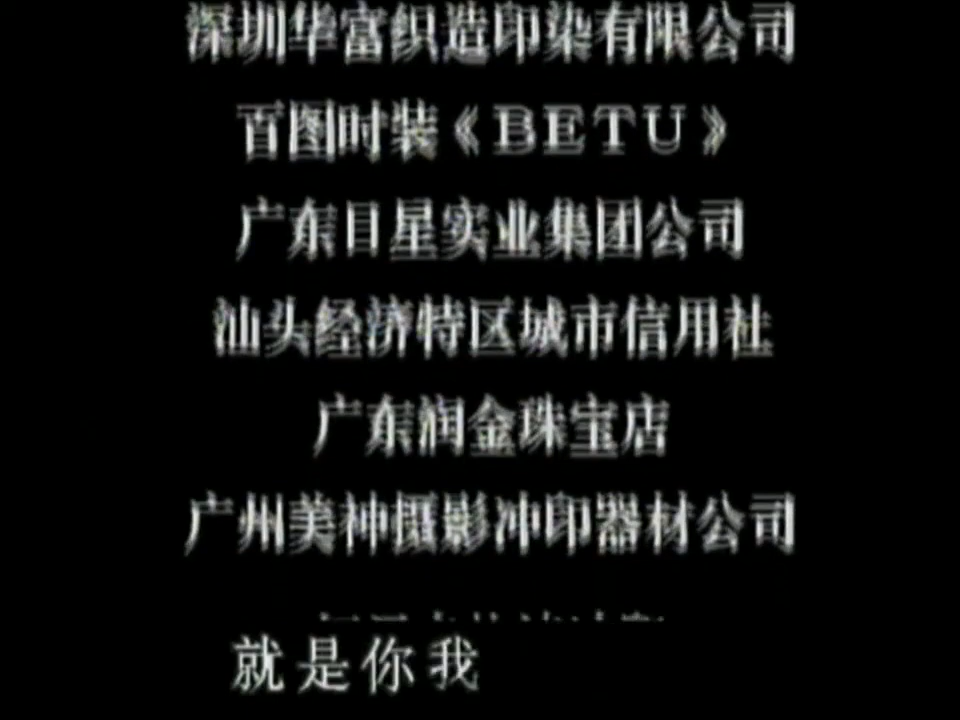 深圳华富织造印染有限公司
百图时装《BETU》
广东日星实业集团公司
汕头经济特区城市信用社
广东润金珠宝店
广州美神摄影冲印器材公司
就是你我